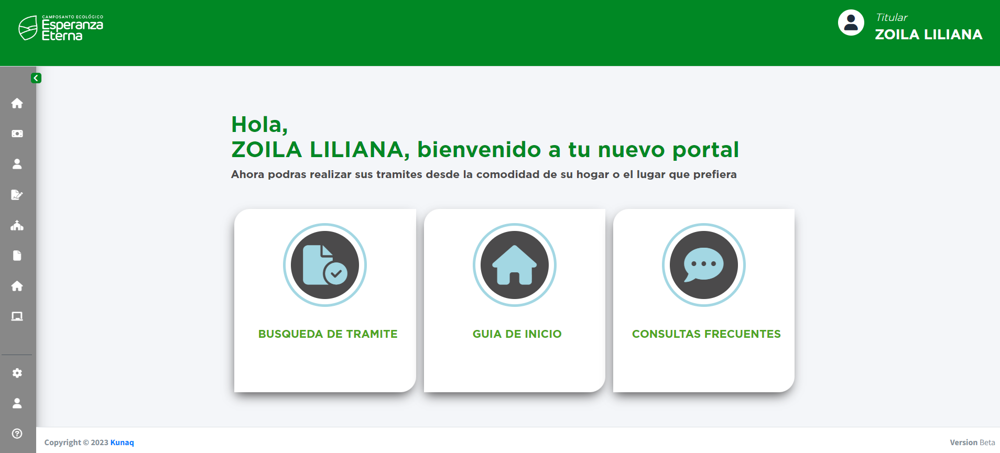 CAMPOSANTO ECOLÓGICO
Esperanza
Eterna
Titular
ZOILA LILIANA
Hola,
ZOILA LILIANA, bienvenido a tu nuevo portal
Ahora podras realizar sus tramites desde la comodidad de su hogar o el lugar que prefiera
BUSQUEDA DE TRAMITE
GUIA DE INICIO
CONSULTAS FRECUENTES
Copyright © 2023 Kunaq
Version Beta